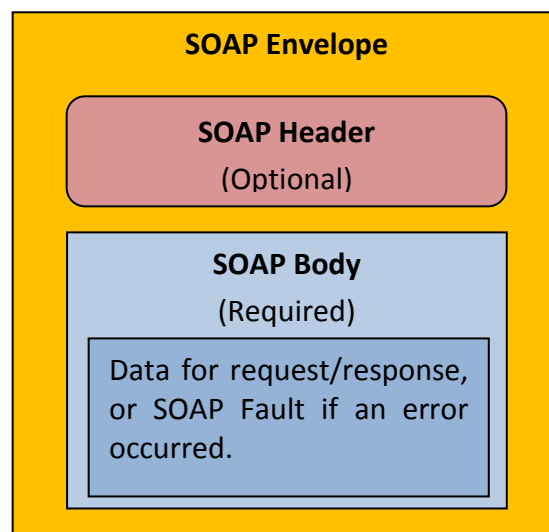 SOAP Envelope
SOAP Header
(Optional)
SOAP Body
(Required)
Data for request/response,
or SOAP Fault if an error
occurred.